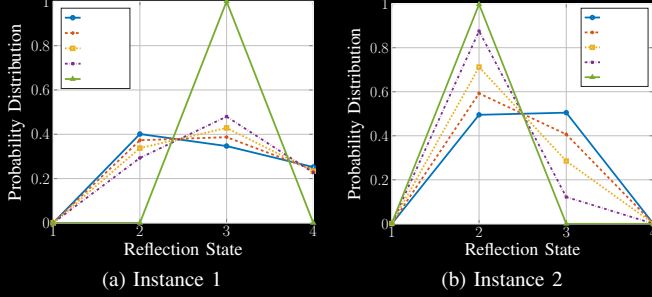 1
0.8
0.6
0.4
0.2
0
1 2 3 4
Probability Distribution
Reflection State
(a) Instance 1
1
0.8
0.6
0.4
0.2
0
1 2 3 4
Probability Distribution
Reflection State
(b) Instance 2